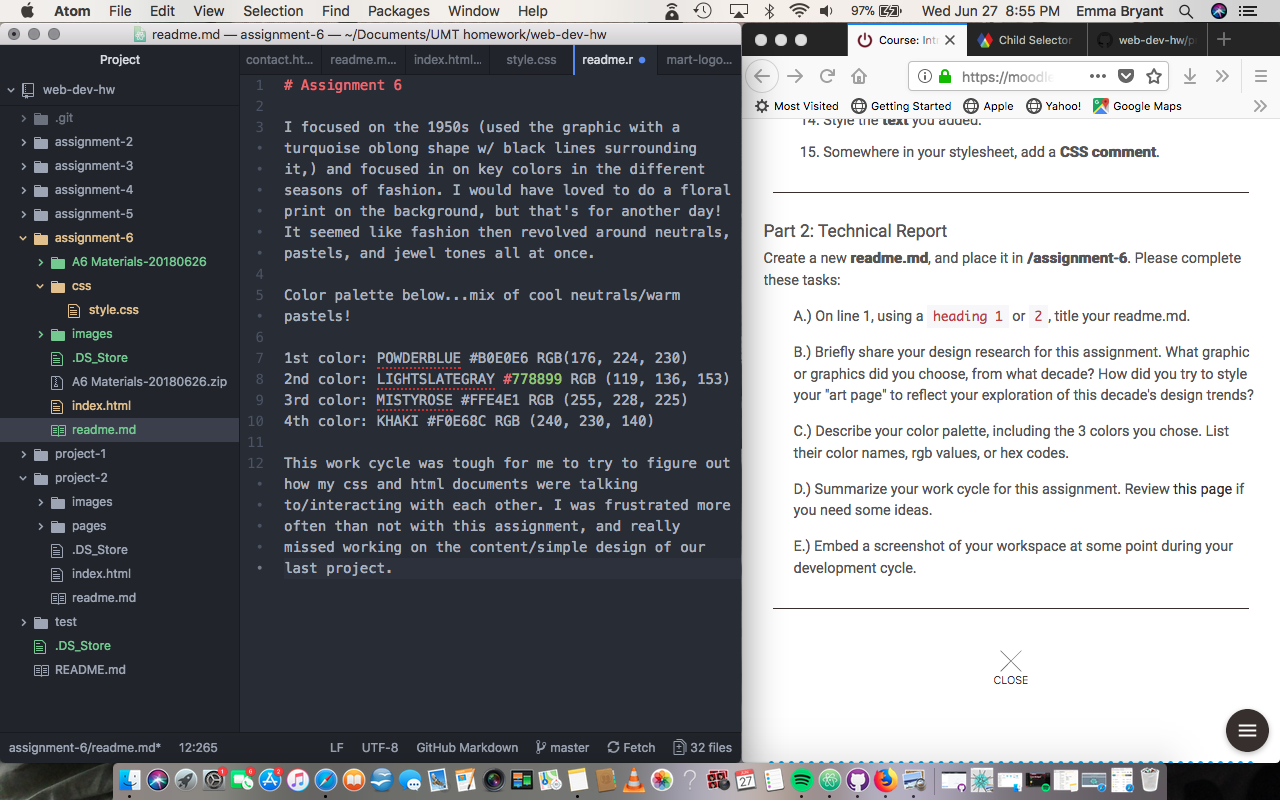 Atom File Edit View Selection Find Packages Window Help 97% Wed Jun 27 8:55 PM Emma Bryant
readme.md — assignment-6 — ~/Documents/UMT homework/web-dev-hw
Project
contact.ht... readme.m... index.html... style.css readme.r mart-logo...
web-dev-hw
.git
assignment-2
assignment-3
assignment-4
assignment-5
assignment-6
A6 Materials-20180626
css
style.css
images
.DS_Store
A6 Materials-20180626.zip
index.html
readme.md
project-1
project-2
images
pages
.DS_Store
index.html
readme.md
test
.DS_Store
README.md
1 # Assignment 6
2
3 I focused on the 1950s (used the graphic with a
• turquoise oblong shape w/ black lines surrounding
• it,) and focused in on key colors in the different
• seasons of fashion. I would have loved to do a floral
• print on the background, but that's for another day!
• It seemed like fashion then revolved around neutrals,
• pastels, and jewel tones all at once.
4
5 Color palette below...mix of cool neutrals/warm
• pastels!
6
7 1st color: POWDERBLUE #B0E0E6 RGB(176, 224, 230)
8 2nd color: LIGHTSLATEGRAY #778899 RGB (119, 136, 153)
9 3rd color: MISTYROSE #FFE4E1 RGB (255, 228, 225)
10 4th color: KHAKI #F0E68C RGB (240, 230, 140)
11
12 This work cycle was tough for me to try to figure out
• how my css and html documents were talking
• to/interacting with each other. I was frustrated more
• often than not with this assignment, and really
• missed working on the content/simple design of our
• last project.
assignment-6/readme.md* 12:265 LF UTF-8 GitHub Markdown master Fetch 32 files
Course: Int Child Selector web-dev-hw/p
https://moodle
Most Visited Getting Started Apple Yahoo! Google Maps
14. Style the text you added.
15. Somewhere in your stylesheet, add a CSS comment.
Part 2: Technical Report
Create a new readme.md, and place it in /assignment-6. Please complete
these tasks:
A.) On line 1, using a heading 1 or 2 , title your readme.md.
B.) Briefly share your design research for this assignment. What graphic
or graphics did you choose, from what decade? How did you try to style
your "art page" to reflect your exploration of this decade's design trends?
C.) Describe your color palette, including the 3 colors you chose. List
their color names, rgb values, or hex codes.
D.) Summarize your work cycle for this assignment. Review this page if
you need some ideas.
E.) Embed a screenshot of your workspace at some point during your
development cycle.
CLOSE